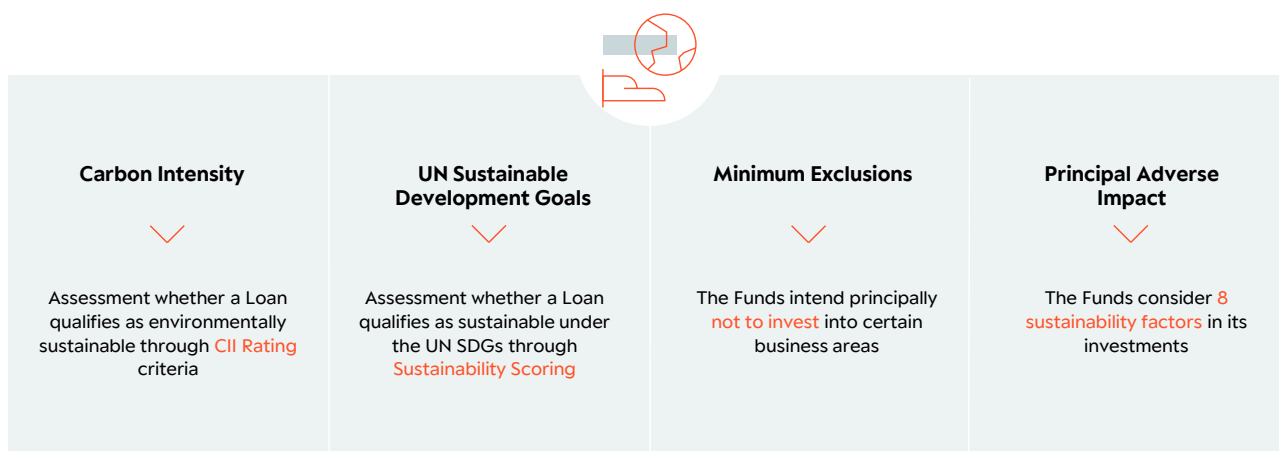 Carbon Intensity
Assessment whether a Loan
qualifies as environmentally
sustainable through CII Rating
criteria
UN Sustainable
Development Goals
Assessment whether a Loan
qualifies as sustainable under
the UN SDGs through
Sustainability Scoring
Minimum Exclusions
The Funds intend principally
not to invest into certain
business areas
Principal Adverse
Impact
The Funds consider 8
sustainability factors in its
investments